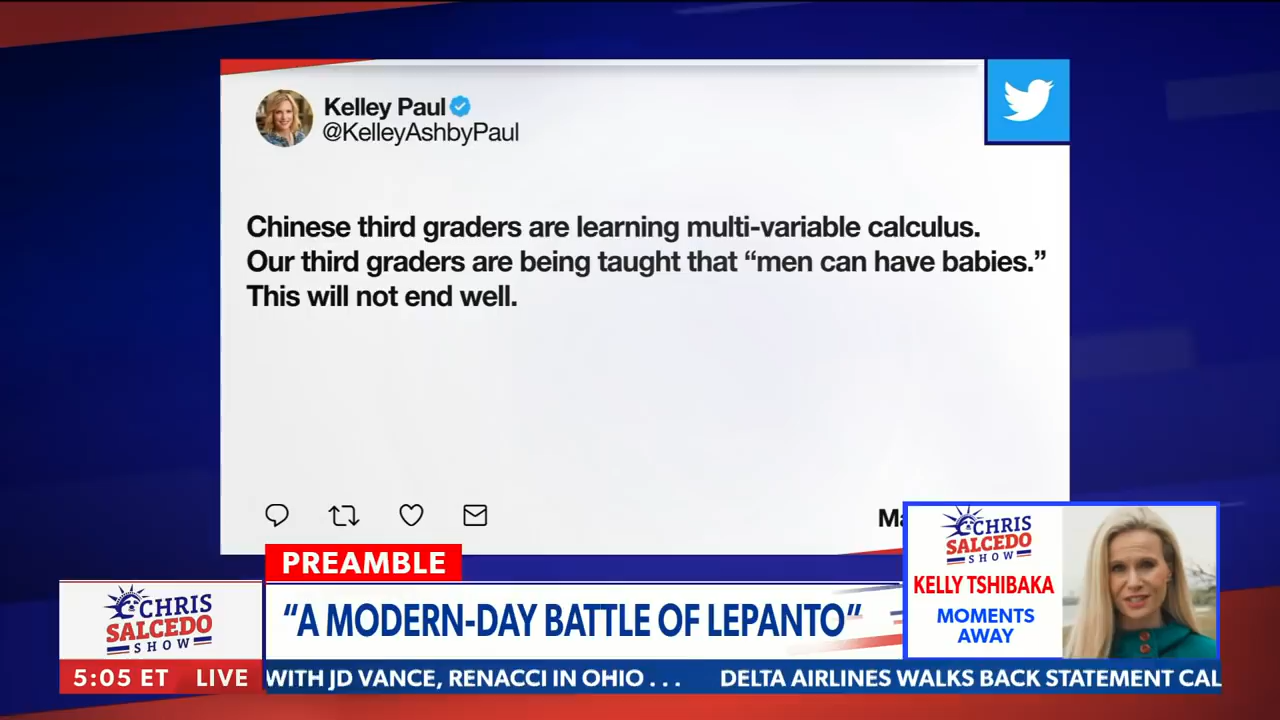 Kelley Paul
@KelleyAshbyPaul
Chinese third graders are learning multi-variable calculus.
Our third graders are being taught that “men can have babies.”
This will not end well.
PREAMBLE
“A MODERN-DAY BATTLE OF LEPANTO”
CHRIS
SALCEDO
SHOW
5:05 ET LIVE
WITH JD VANCE, RENACCI IN OHIO . . . DELTA AIRLINES WALKS BACK STATEMENT CAL
CHRIS
SALCEDO
SHOW
KELLY TSHIBAKA
MOMENTS
AWAY